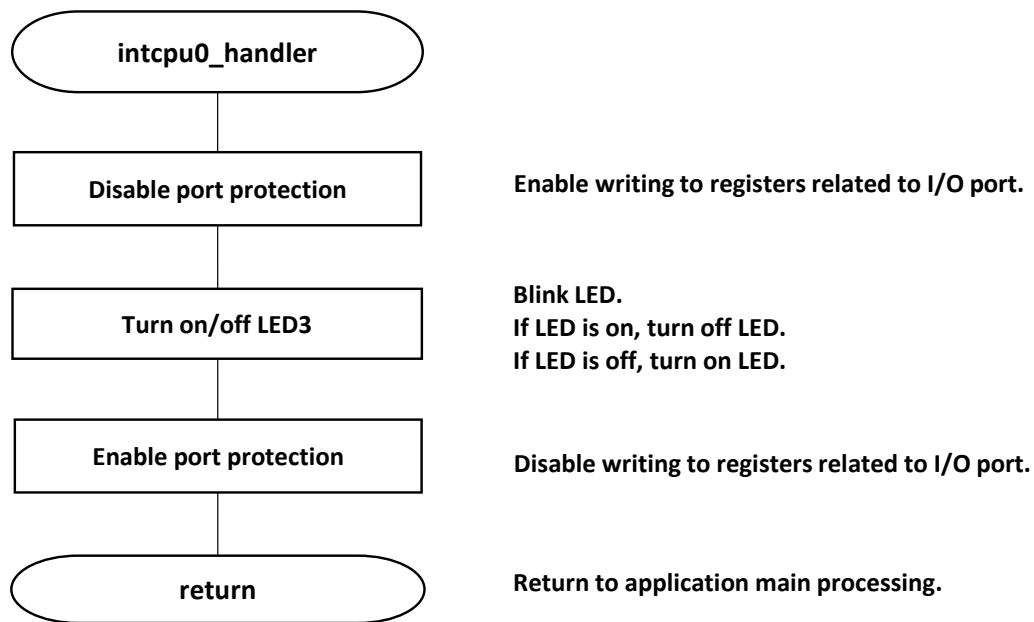 intcpu0_handler
Disable port protection
Enable writing to registers related to I/O port.
Turn on/off LED3
Blink LED.
If LED is on, turn off LED.
If LED is off, turn on LED.
Enable port protection
Disable writing to registers related to I/O port.
return
Return to application main processing.